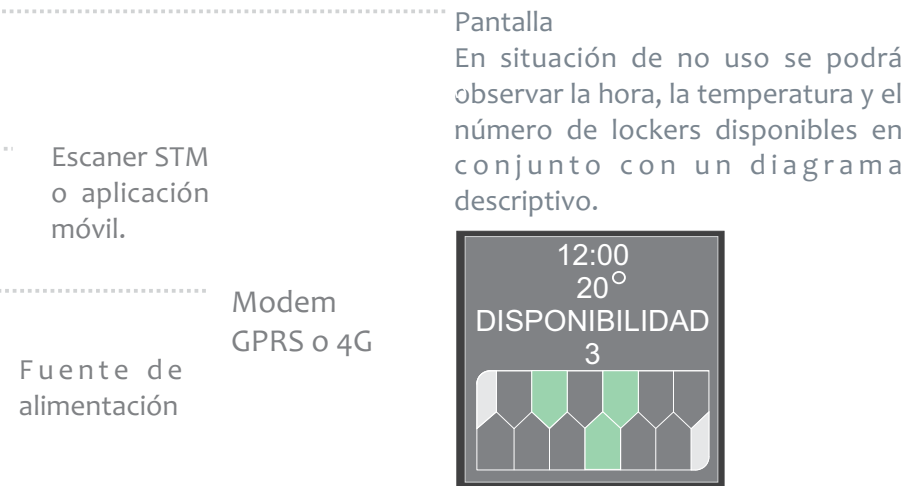 Pantalla
En situación de no uso se podrá
observar la hora, la temperatura y el
número de lockers disponibles en
conjunto con un diagrama
descriptivo.
Escaner STM
o aplicación
móvil.
Modem
GPRS o 4G
Fuente de
alimentación
12:00
20°
DISPONIBILIDAD
3